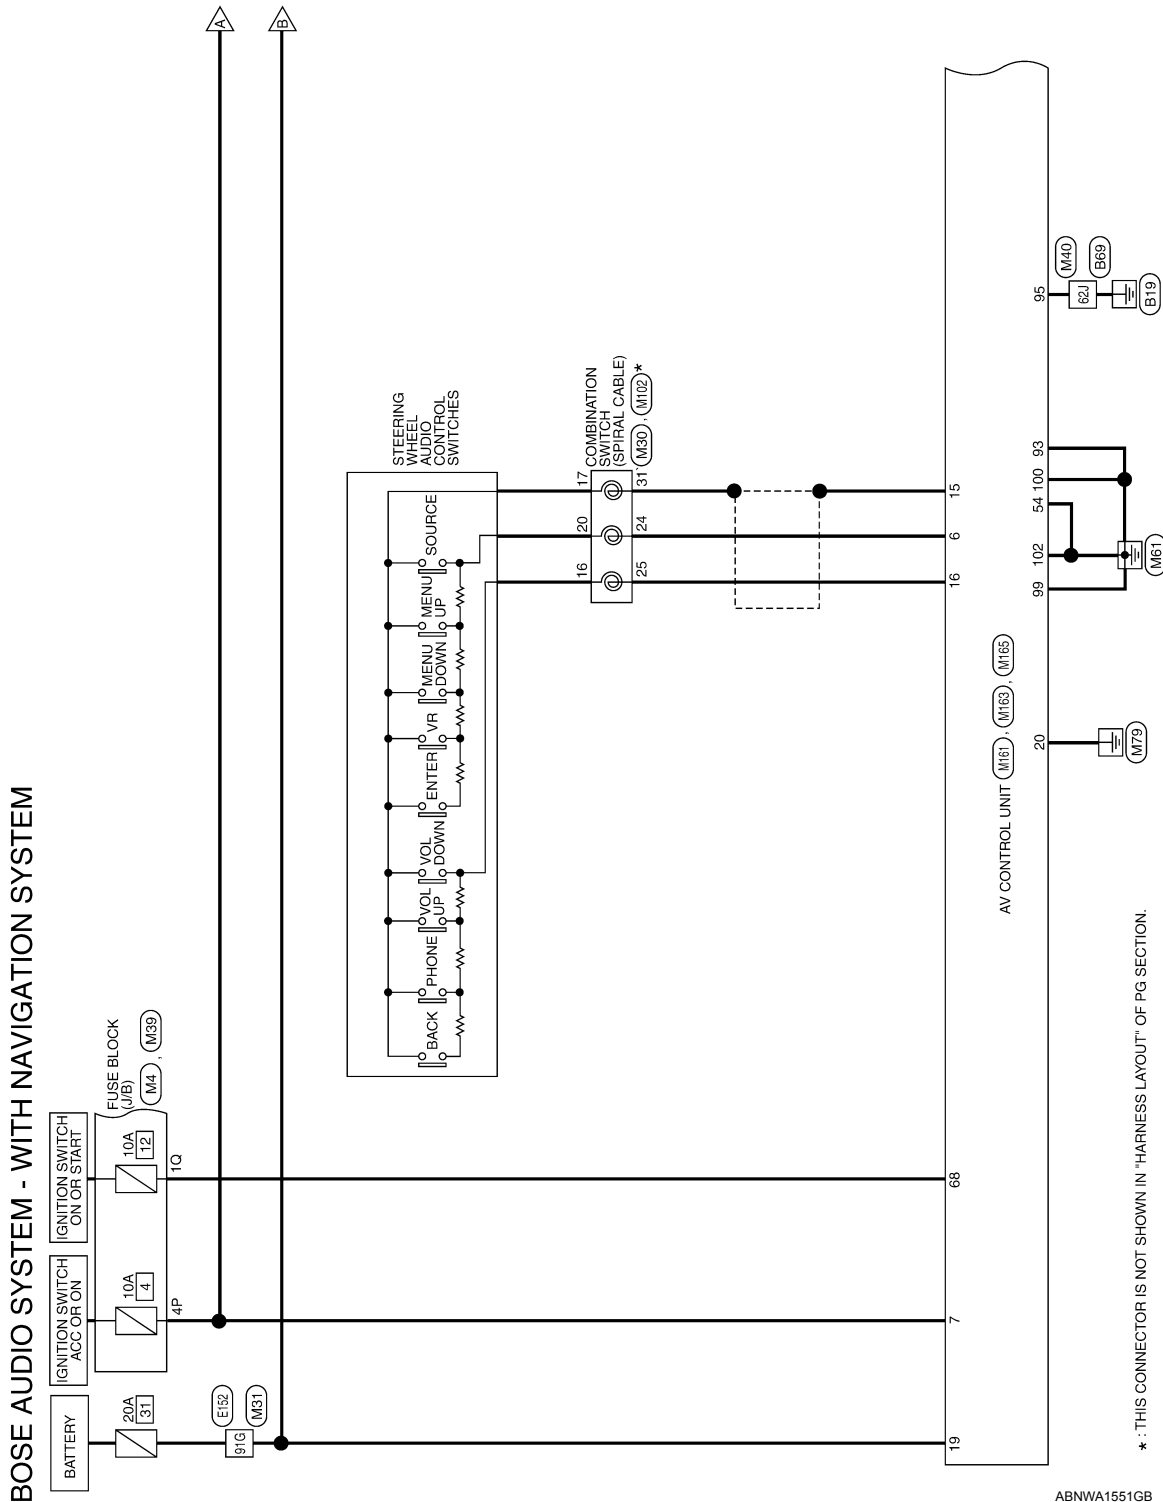 BOSE AUDIO SYSTEM - WITH NAVIGATION SYSTEM
BATTERY
IGNITION SWITCH
ACC OR ON
IGNITION SWITCH
ON OR START
20A
31
10A
4
10A
12
FUSE BLOCK
(J/B)
M4 , M39
4P
1Q
E152
91G
M31
A
B
BACK
PHONE
VOL
UP
VOL
DOWN
ENTER
VR
MENU
DOWN
MENU
UP
SOURCE
STEERING
WHEEL
AUDIO
CONTROL
SWITCHES
16
20
17
25
24
31
COMBINATION
SWITCH
(SPIRAL CABLE)
M30 , M102 *
19
7
68
16
6
15
AV CONTROL UNIT M161 , M163 , M165
20
99
102
54
100
93
95
M79
M61
62J
M40
B69
B19
* : THIS CONNECTOR IS NOT SHOWN IN "HARNESS LAYOUT" OF PG SECTION.
ABNWA1551GB